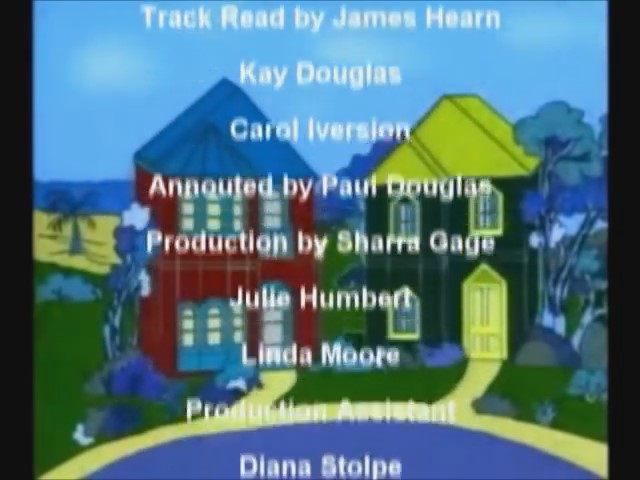 Track Read by James Hearn
Kay Douglas
Carol Iversion
Annouted by Paul Douglas
Production by Sharra Gage
Julie Humbert
Linda Moore
Production Assistant
Diana Stolpe